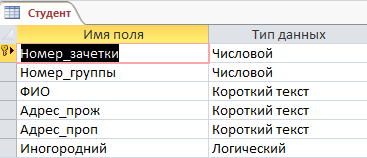 Студент
Имя поля Тип данных
Номер_зачетки Числовой
Номер_группы Числовой
ФИО Короткий текст
Адрес_прож Короткий текст
Адрес_проп Короткий текст
Иногородний Логический